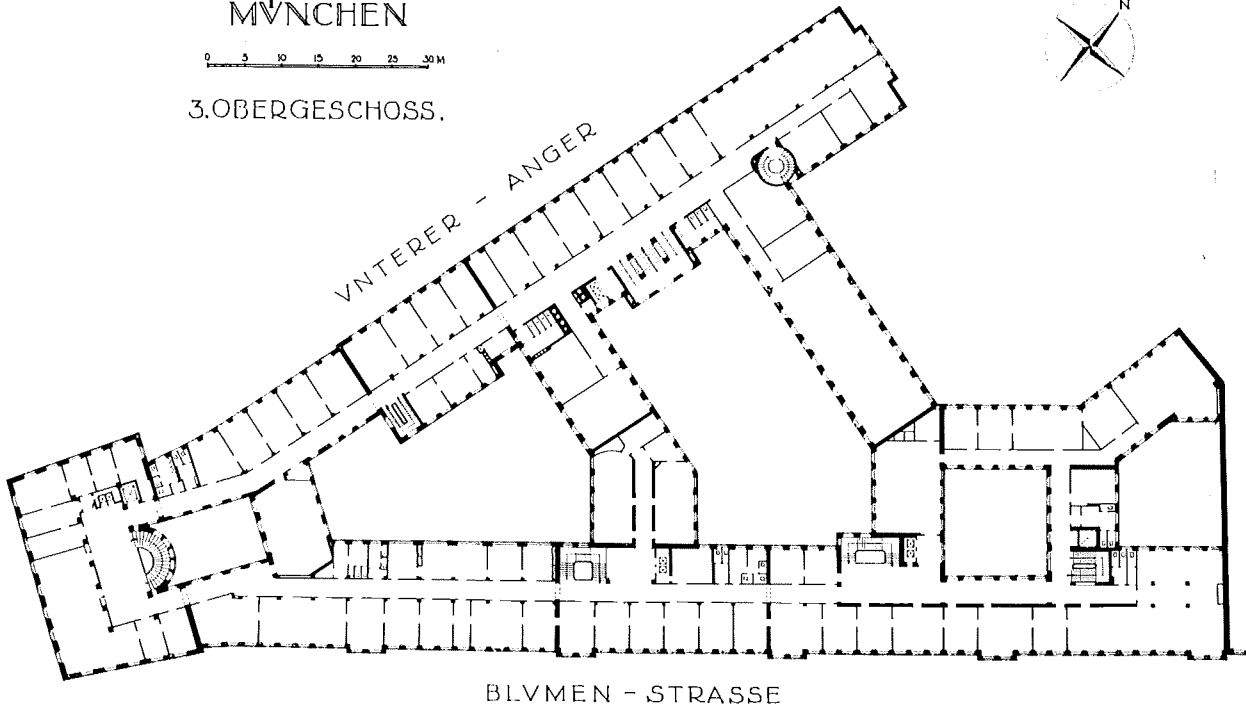 MVNCHEN
0 5 10 15 20 25 30 M
3.OBERGESCHOSS.
N
VNTERER - ANGER
BLVMEN - STRASSE